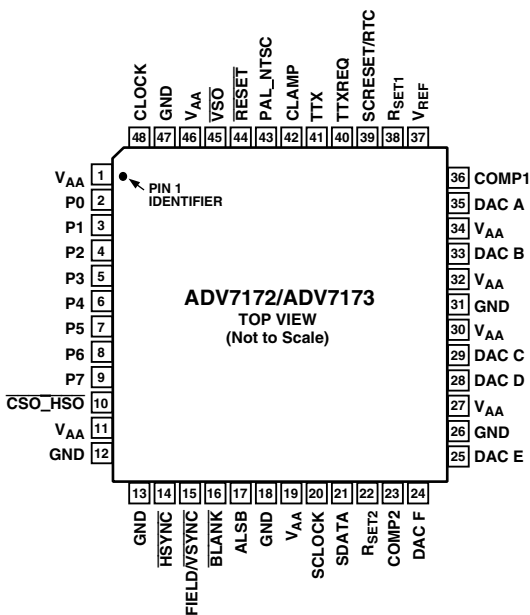 CLOCK
GND
VAA
VSO
RESET
PAL_NTSC
CLAMP
TTX
TTXREQ
SCRESET/RTC
RSET1
VREF
48 47 46 45 44 43 42 41 40 39 38 37
VAA 1
P0 2
P1 3
P2 4
P3 5
P4 6
P5 7
P6 8
P7 9
CSO_HSO 10
VAA 11
GND 12
PIN 1
IDENTIFIER
ADV7172/ADV7173
TOP VIEW
(Not to Scale)
36 COMP1
35 DAC A
34 VAA
33 DAC B
32 VAA
31 GND
30 VAA
29 DAC C
28 DAC D
27 VAA
26 GND
25 DAC E
13 14 15 16 17 18 19 20 21 22 23 24
GND
HSYNC
FIELD/VSYNC
BLANK
ALSB
GND
VAA
SCLOCK
SDATA
RSET2
COMP2
DAC F